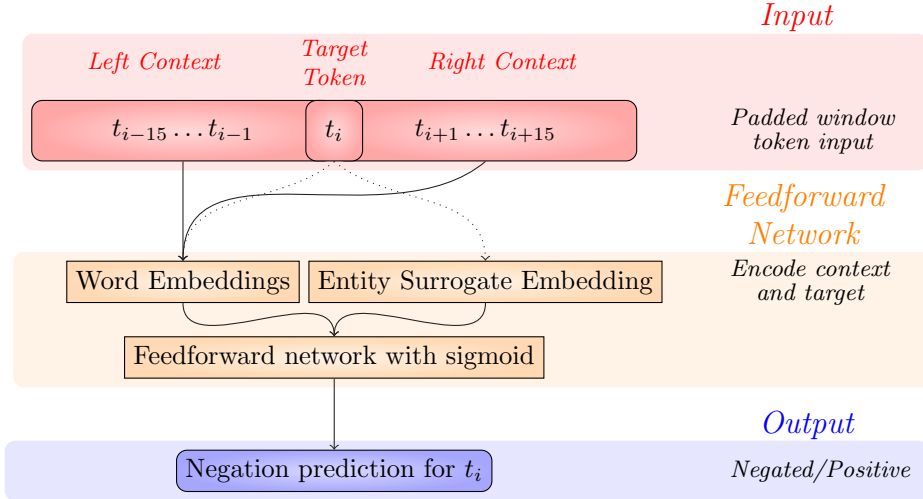 Input
Left Context
Target
Token
Right Context
t_{i−15} … t_{i−1}
t_i
t_{i+1} … t_{i+15}
Padded window
token input
Feedforward
Network
Word Embeddings
Entity Surrogate Embedding
Encode context
and target
Feedforward network with sigmoid
Output
Negation prediction for t_i
Negated/Positive